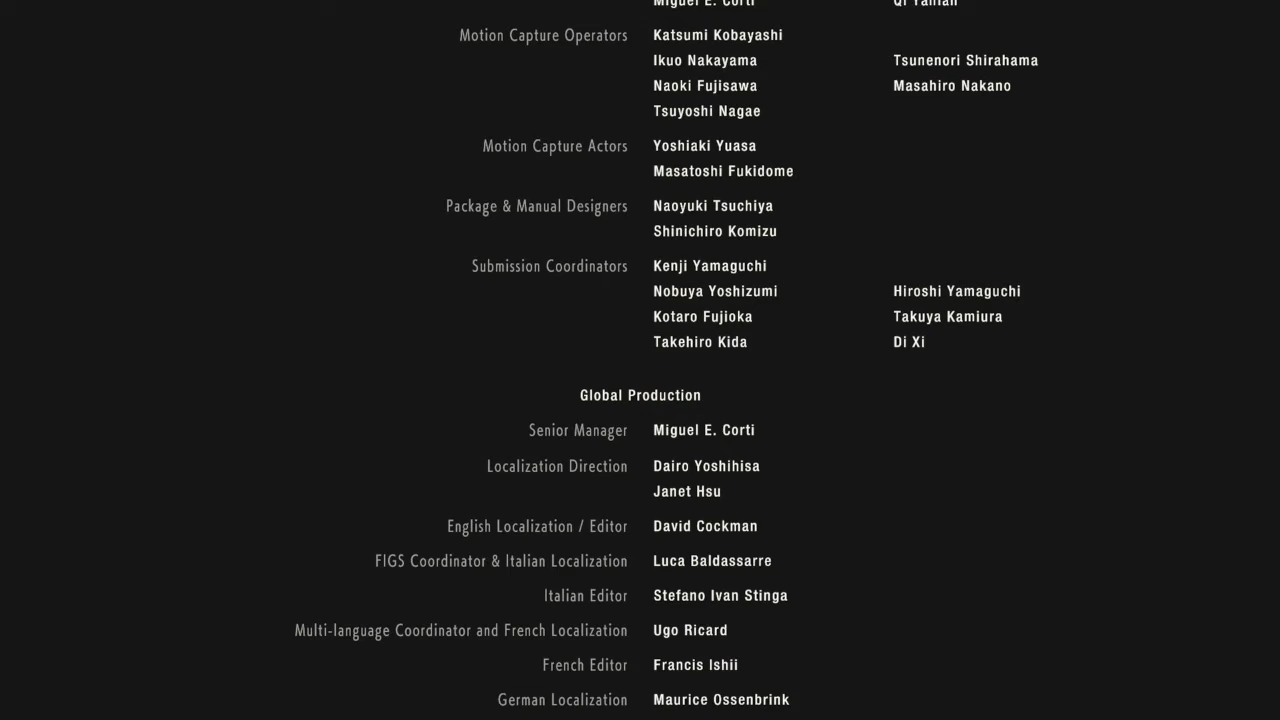 Miguel E. Corti Qi Yanlan
Motion Capture Operators Katsumi Kobayashi
Ikuo Nakayama Tsunenori Shirahama
Naoki Fujisawa Masahiro Nakano
Tsuyoshi Nagae
Motion Capture Actors Yoshiaki Yuasa
Masatoshi Fukidome
Package & Manual Designers Naoyuki Tsuchiya
Shinichiro Komizu
Submission Coordinators Kenji Yamaguchi
Nobuya Yoshizumi Hiroshi Yamaguchi
Kotaro Fujioka Takuya Kamiura
Takehiro Kida Di Xi
Global Production
Senior Manager Miguel E. Corti
Localization Direction Dairo Yoshihisa
Janet Hsu
English Localization / Editor David Cockman
FIGS Coordinator & Italian Localization Luca Baldassarre
Italian Editor Stefano Ivan Stinga
Multi-language Coordinator and French Localization Ugo Ricard
French Editor Francis Ishii
German Localization Maurice Ossenbrink